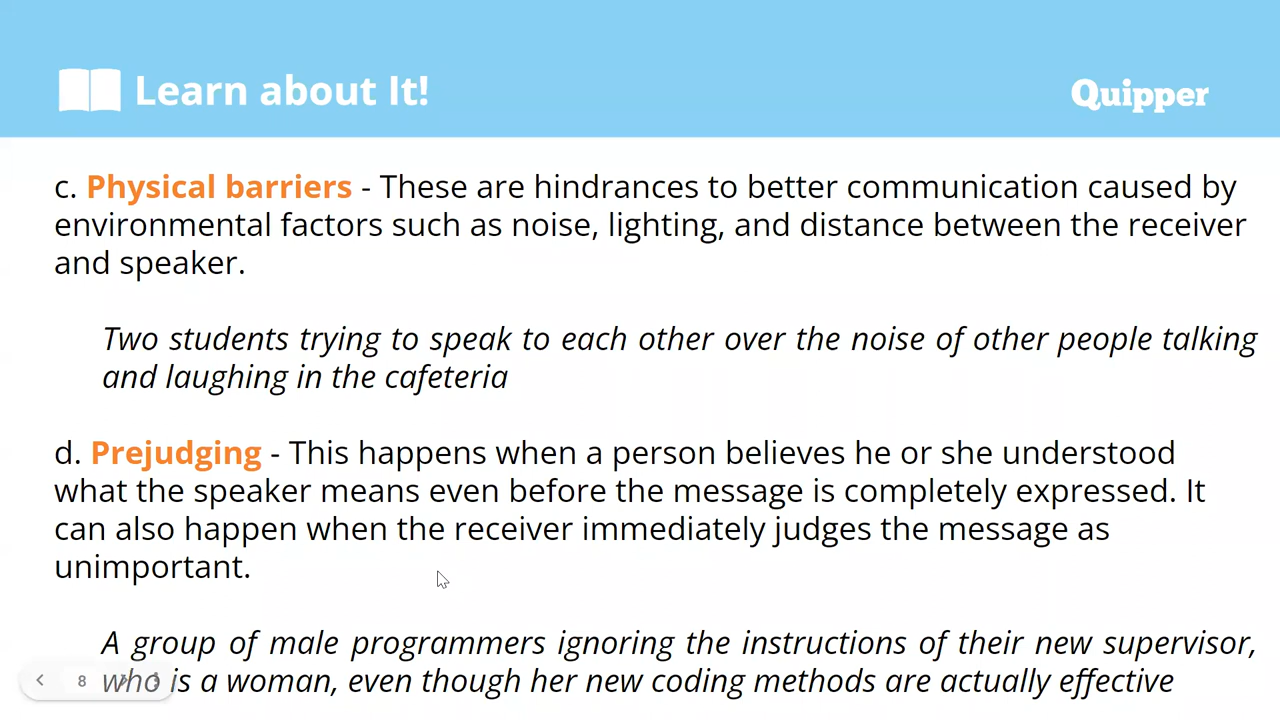 Learn about It!
Quipper
c. Physical barriers - These are hindrances to better communication caused by
environmental factors such as noise, lighting, and distance between the receiver
and speaker.
Two students trying to speak to each other over the noise of other people talking
and laughing in the cafeteria
d. Prejudging - This happens when a person believes he or she understood
what the speaker means even before the message is completely expressed. It
can also happen when the receiver immediately judges the message as
unimportant.
A group of male programmers ignoring the instructions of their new supervisor,
who is a woman, even though her new coding methods are actually effective
8